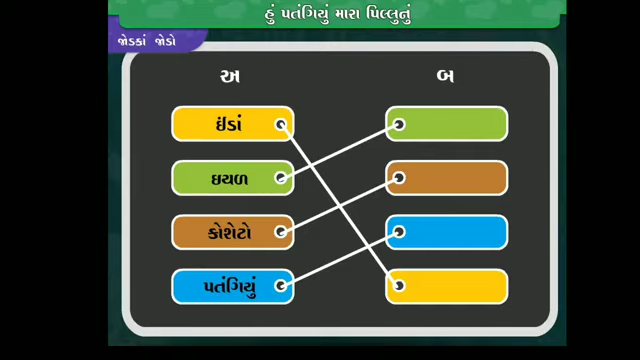 હું પતંગિયું મારા પિલ્લુનું
જોડકાં જોડો
અ બ
ઈંડાં
ઇયળ
કોશેટો
પતંગિયું